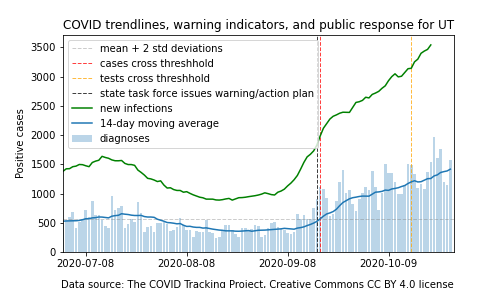 COVID trendlines, warning indicators, and public response for UT
3500
3000
2500
2000
1500
1000
500
0
Positive cases
mean + 2 std deviations
cases cross threshhold
tests cross threshhold
state task force issues warning/action plan
new infections
14-day moving average
diagnoses
2020-07-08
2020-08-08
2020-09-08
2020-10-09
Data source: The COVID Tracking Project, Creative Commons CC BY 4.0 license